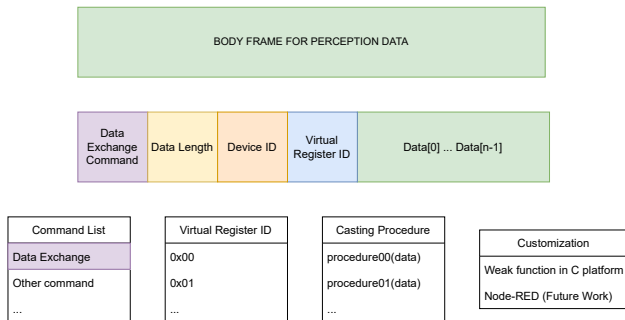 BODY FRAME FOR PERCEPTION DATA
Data
Exchange
Command
Data Length
Device ID
Virtual
Register ID
Data[0] ... Data[n-1]
Command List
Data Exchange
Other command
...
Virtual Register ID
0x00
0x01
...
Casting Procedure
procedure00(data)
procedure01(data)
...
Customization
Weak function in C platform
Node-RED (Future Work)